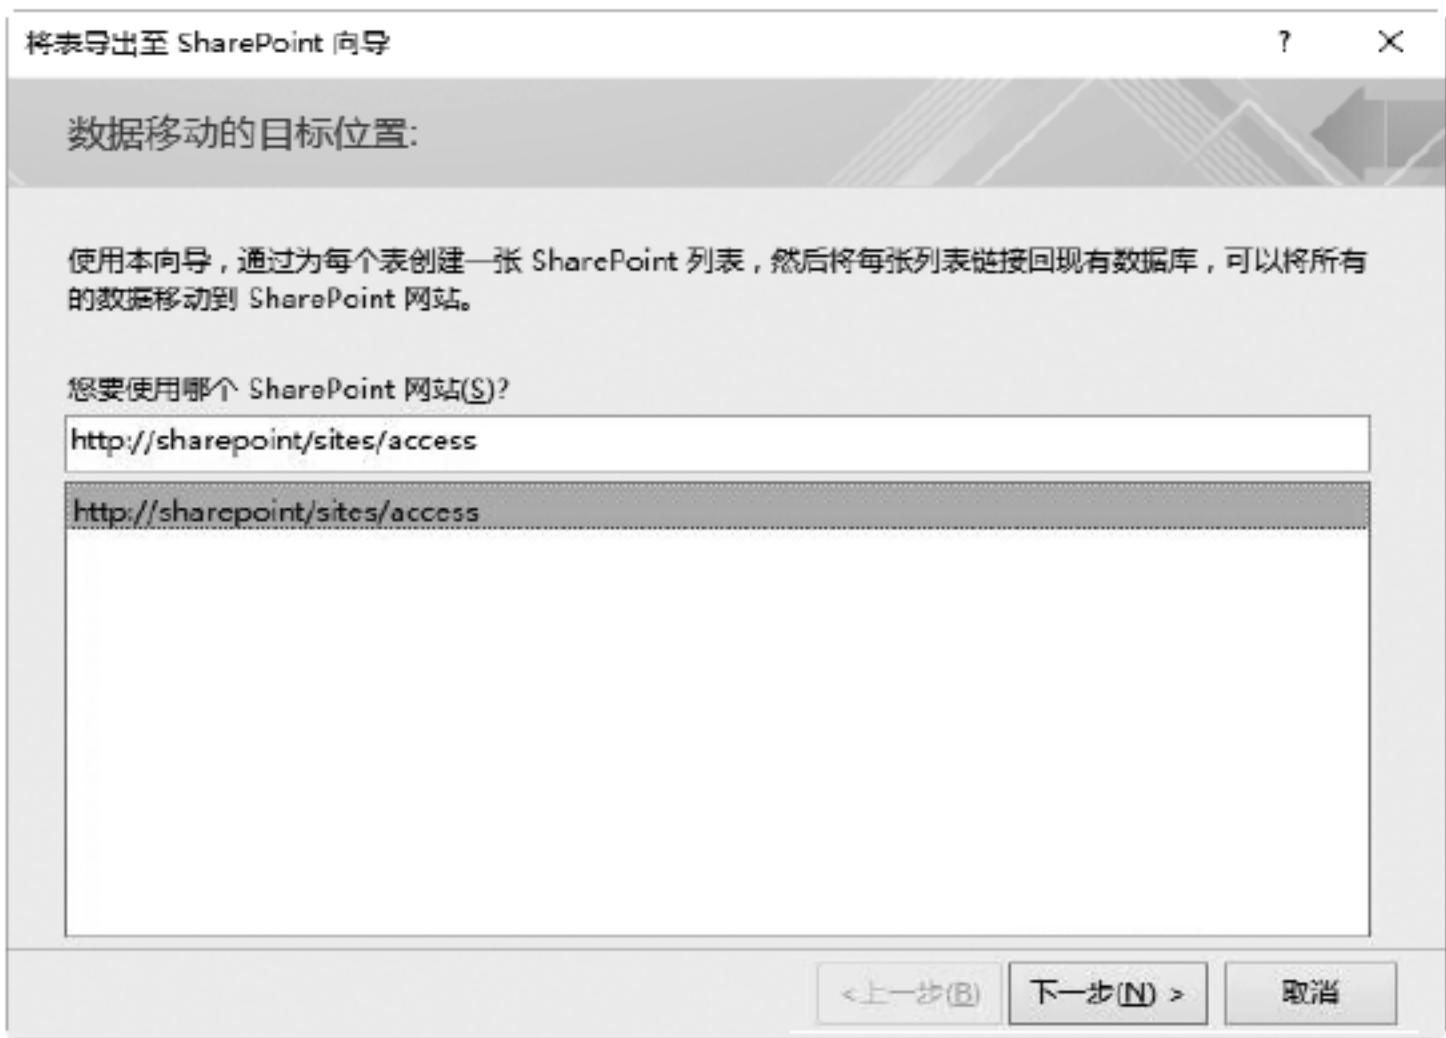 将表导出至 SharePoint 向导
?
数据移动的目标位置:
使用本向导，通过为每个表创建一张 SharePoint 列表，然后将每张列表链接回现有数据库，可以将所有
的数据移动到 SharePoint 网站。
您要使用哪个 SharePoint 网站(S)?
http://sharepoint/sites/access
http://sharepoint/sites/access
<上一步(B) 下一步(N) > 取消